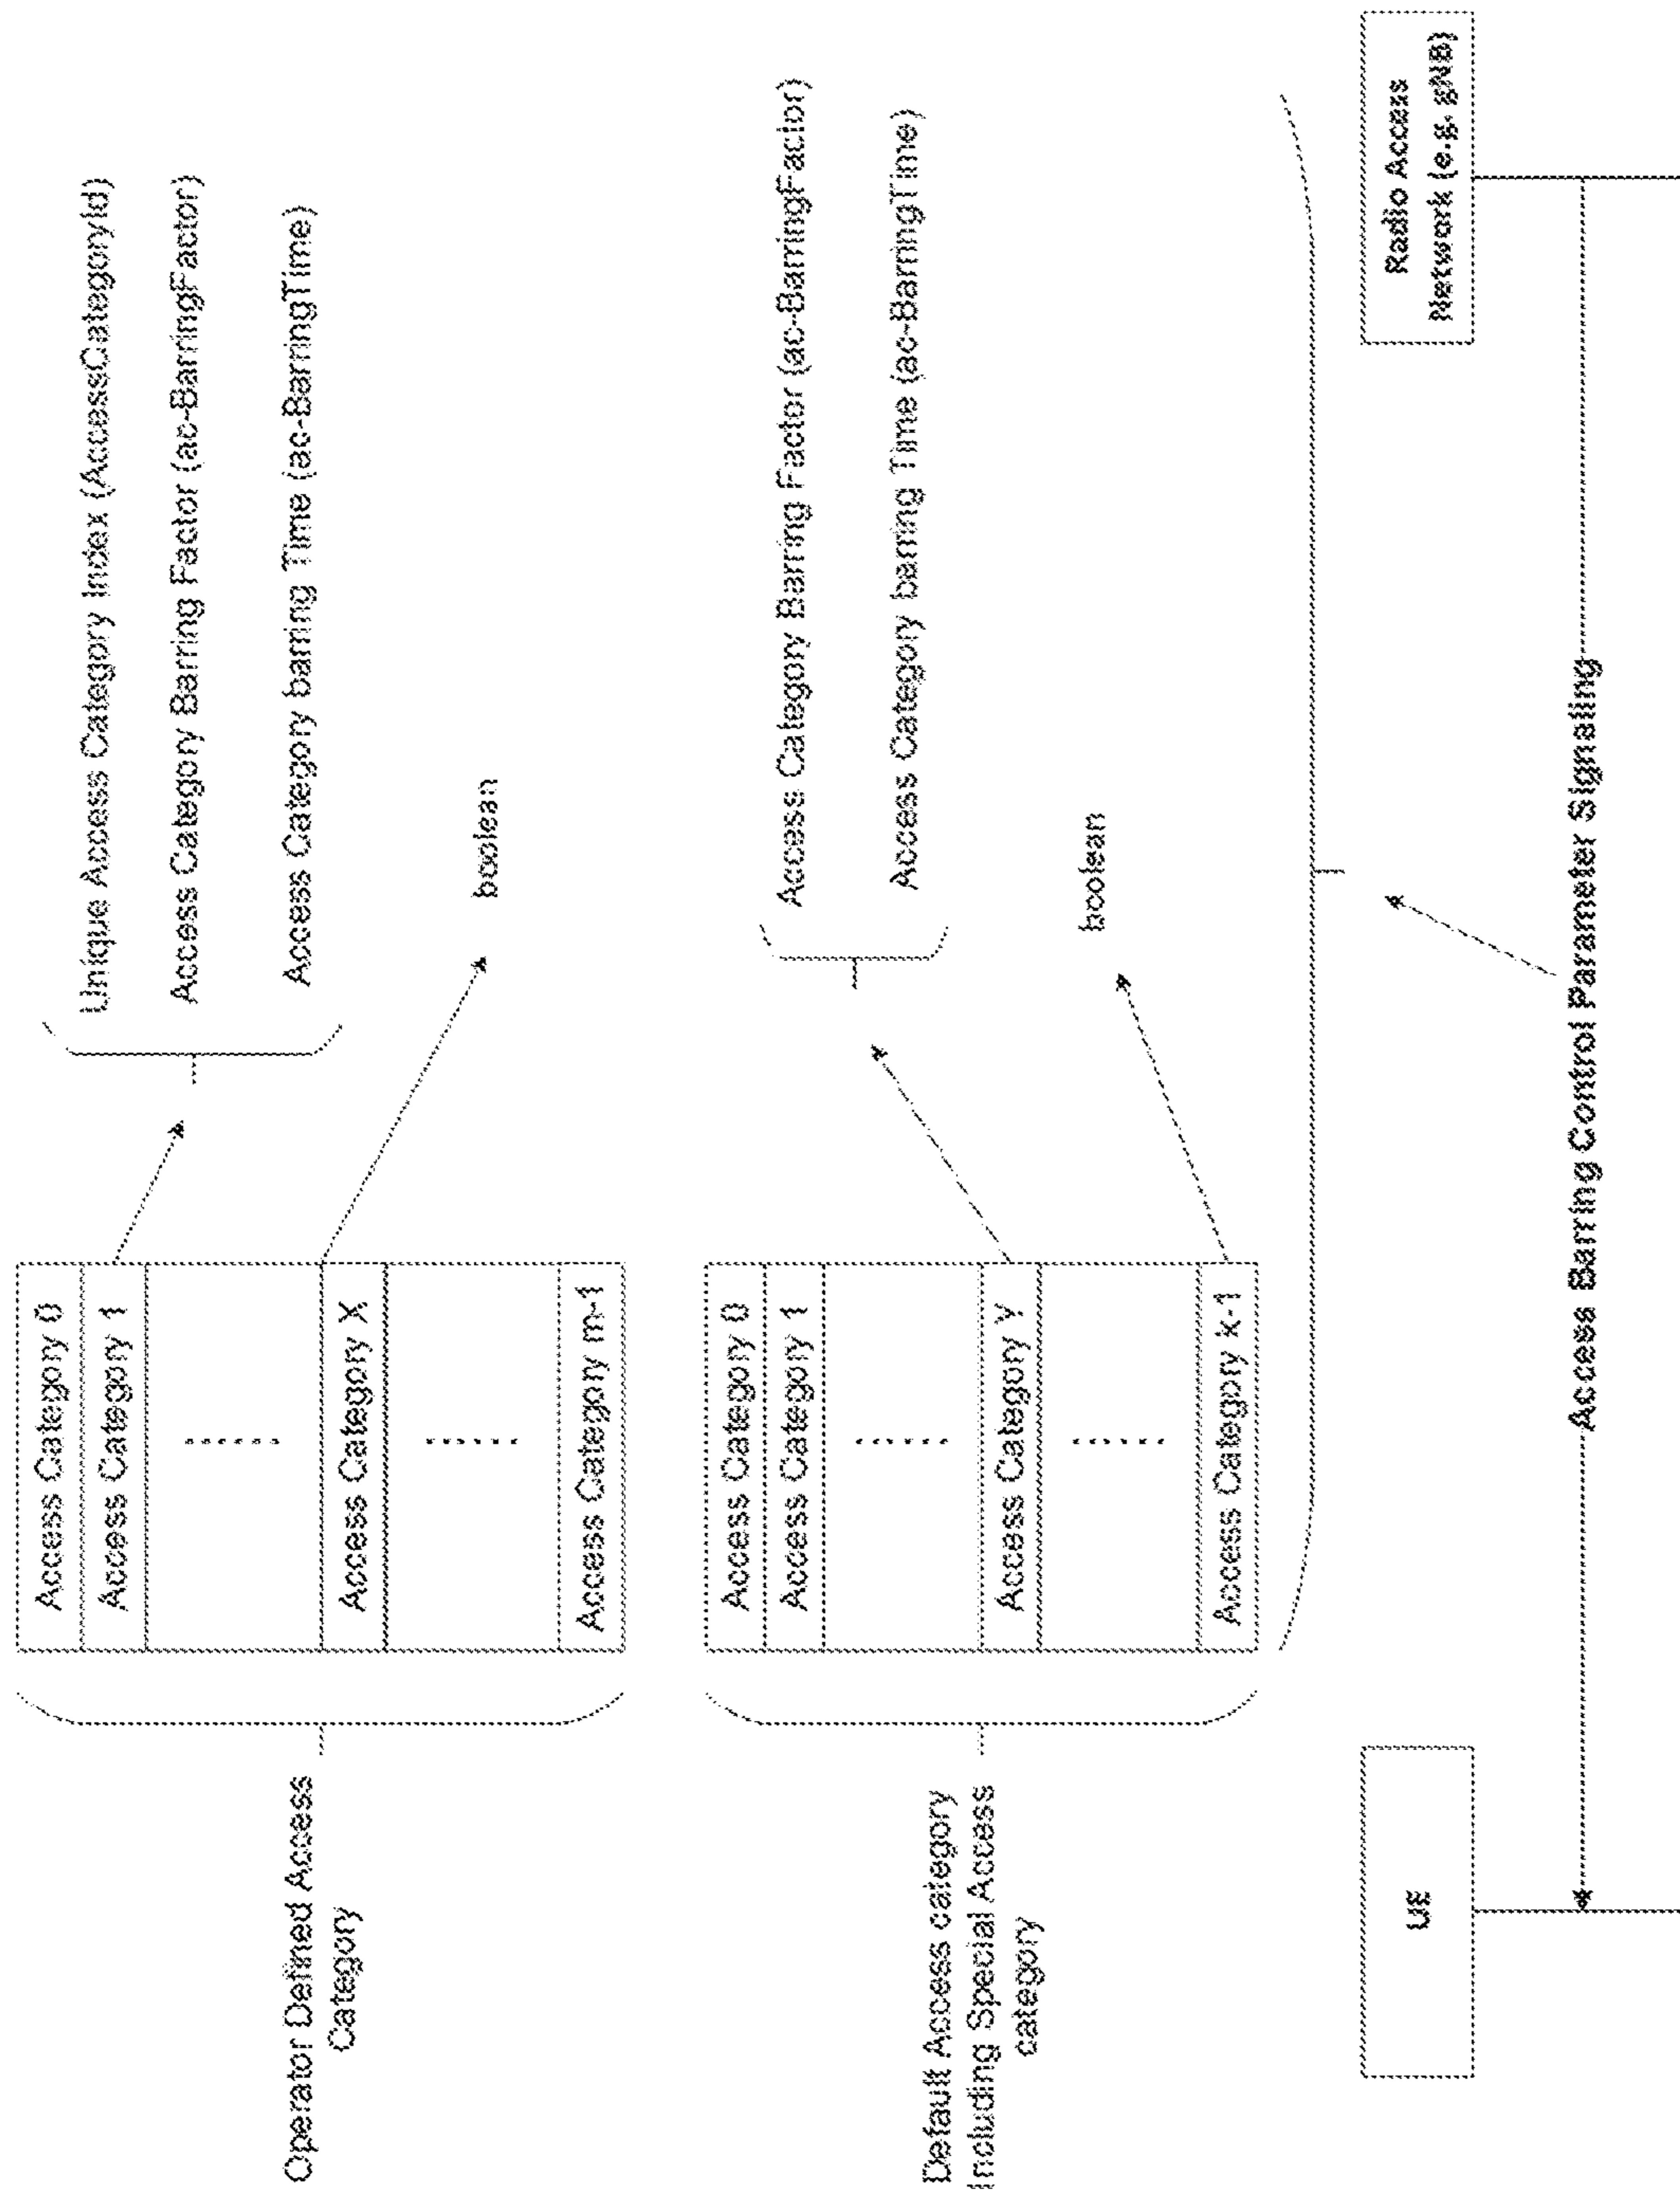 Operator Defined Access
Category
Access Category 0
Access Category 1
......
Access Category X
......
Access Category m-1
Unique Access Category Index (AccessCategoryId)
Access Category Barring Factor (ac-BarringFactor)
Access Category barring Time (ac-BarringTime)
boolean
Default Access category
Including Special Access
category
Access Category 0
Access Category 1
......
Access Category Y
......
Access Category k-1
Access Category Barring Factor (ac-BarringFactor)
Access Category barring Time (ac-BarringTime)
boolean
UE
Radio Access
Network (e.g. gNB)
Access Barring Control Parameter Signaling